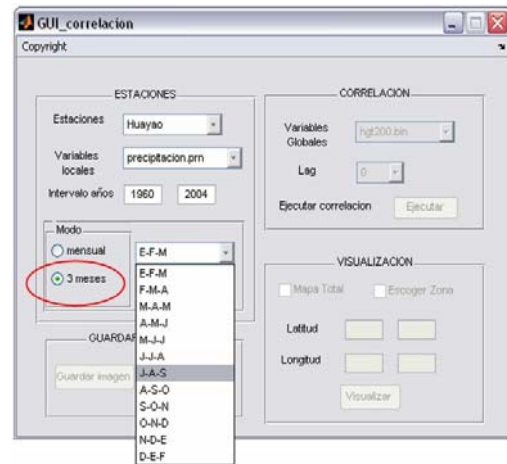 GUI_correlacion
Copyright
ESTACIONES
Estaciones
Huayao
Variables
locales
precipitacion.prn
Intervalo años
1960
2004
Modo
mensual
3 meses
E-F-M
E-F-M
F-M-A
M-A-M
A-M-J
M-J-J
J-J-A
J-A-S
A-S-O
S-O-N
O-N-D
N-D-E
D-E-F
GUARDAR
Guardar imagen
CORRELACION
Variables
Globales
hgt200.bin
Lag
0
Ejecutar correlacion
Ejecutar
VISUALIZACION
Mapa Total
Escoger Zona
Latitud
Longitud
Visualizar